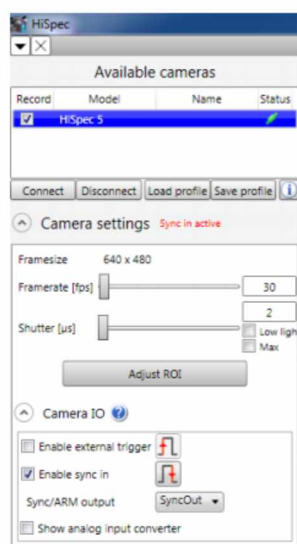 HiSpec
Available cameras
Record Model Name Status
HiSpec 5
Connect Disconnect Load profile Save profile
Camera settings Sync in active
Framesize 640 x 480
Framerate [fps] 30
2
Shutter [µs] Low ligh
Max
Adjust ROI
Camera IO
Enable external trigger
Enable sync in
Sync/ARM output SyncOut
Show analog input converter